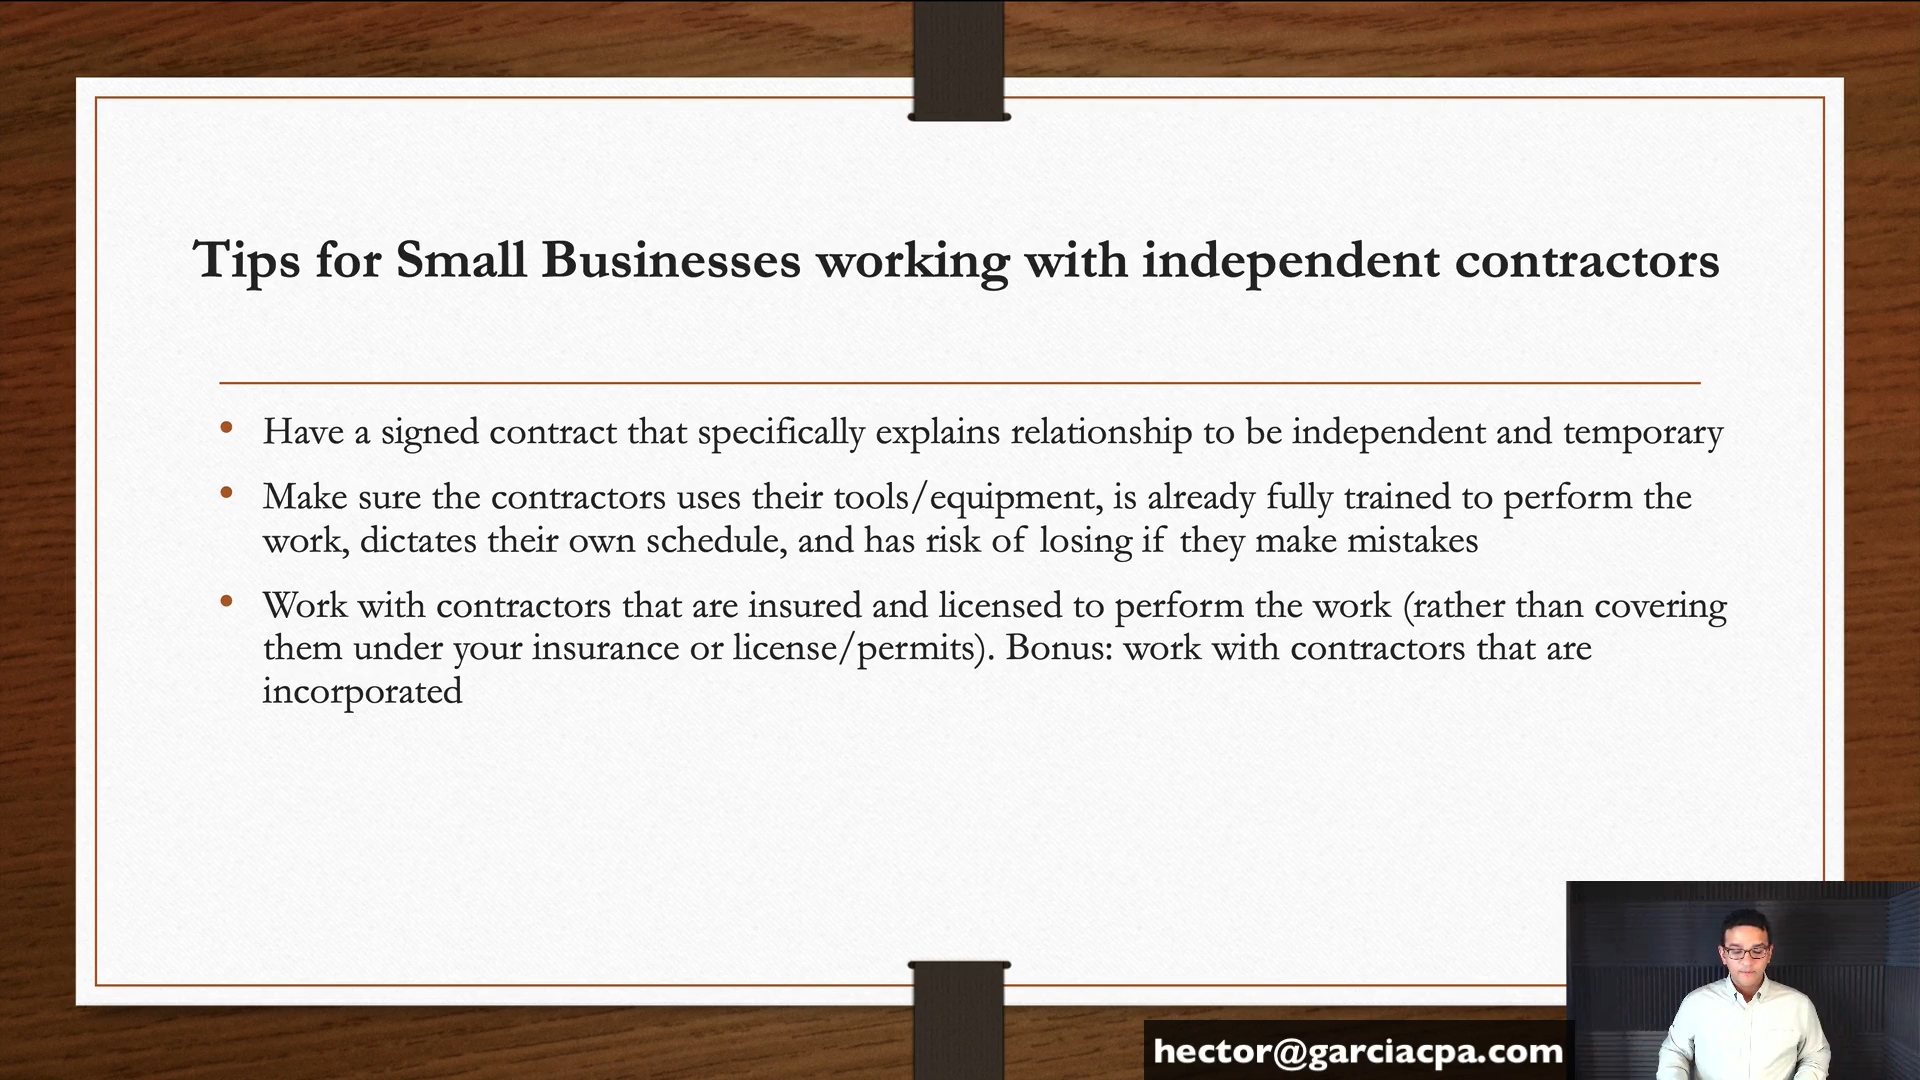 Tips for Small Businesses working with independent contractors
• Have a signed contract that specifically explains relationship to be independent and temporary
• Make sure the contractors uses their tools/equipment, is already fully trained to perform the
work, dictates their own schedule, and has risk of losing if they make mistakes
• Work with contractors that are insured and licensed to perform the work (rather than covering
them under your insurance or license/permits). Bonus: work with contractors that are
incorporated
hector@garciacpa.com